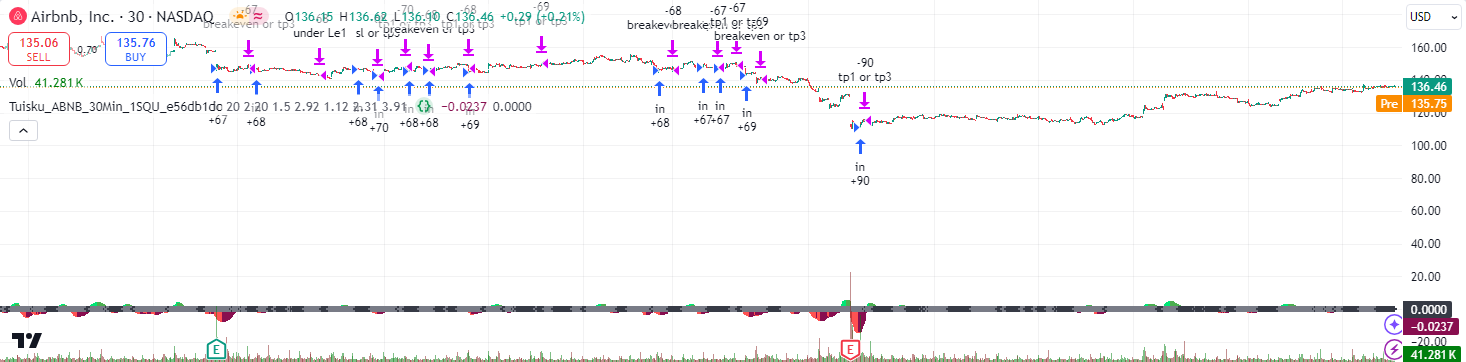 Airbnb, Inc. · 30 · NASDAQ
O136.15 H136.62 L136.10 C136.46 +0.29 (+0.21%)
USD
135.06
SELL
0.70
135.76
BUY
Vol 41.281 K
Tuisku_ABNB_30Min_1SQU_e56db1dc 20 2 20 1.5 2.92 1.12 2.31 3.91 −0.0237 0.0000
-67
breakeven or tp3
-68
under Le1
sl or tp3
-70
tp1 or tp3
breakeven or tp3
-69
tp1 or tp3
-68
breakeven
-67
-67
tp1 or tp3
-69
breakeven or tp3
-90
tp1 or tp3
+67
+68
+68
in
+70
+68
+68
in
+69
in
+68
in
+67
in
+67
in
+69
in
+90
160.00
140.00
136.46
Pre 135.75
120.00
100.00
80.00
60.00
40.00
20.00
0.0000
−0.0237
−20.00
41.281 K
E
E